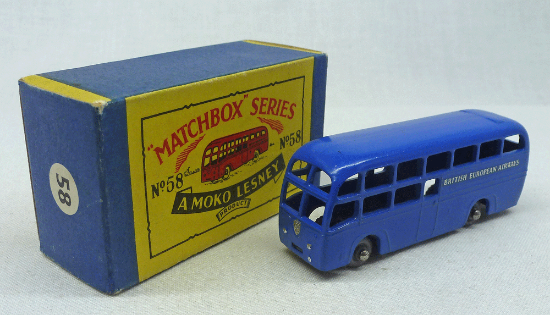 "MATCHBOX" SERIES
Nº58
Nº58
A MOKO LESNEY
PRODUCT
58
BRITISH EUROPEAN AIRWAYS